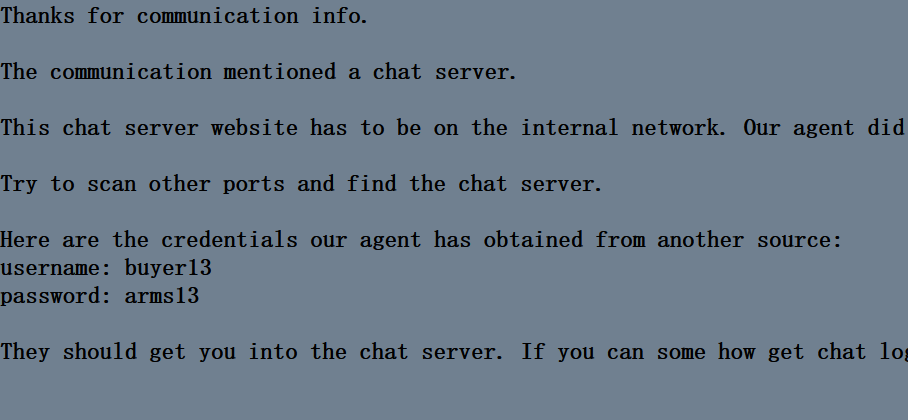 Thanks for communication info.
The communication mentioned a chat server.
This chat server website has to be on the internal network. Our agent did
Try to scan other ports and find the chat server.
Here are the credentials our agent has obtained from another source:
username: buyer13
password: arms13
They should get you into the chat server. If you can some how get chat log